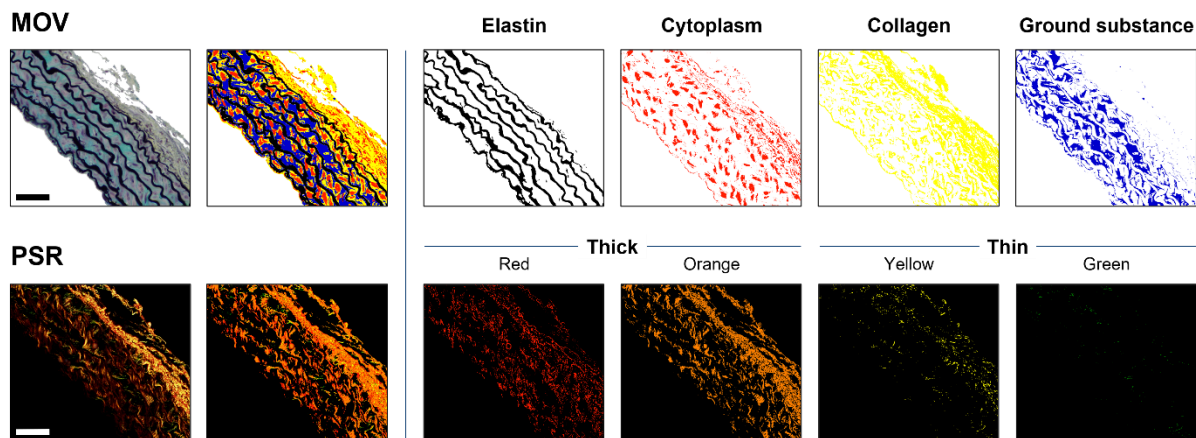 MOV
Elastin
Cytoplasm
Collagen
Ground substance
PSR
Thick
Thin
Red
Orange
Yellow
Green